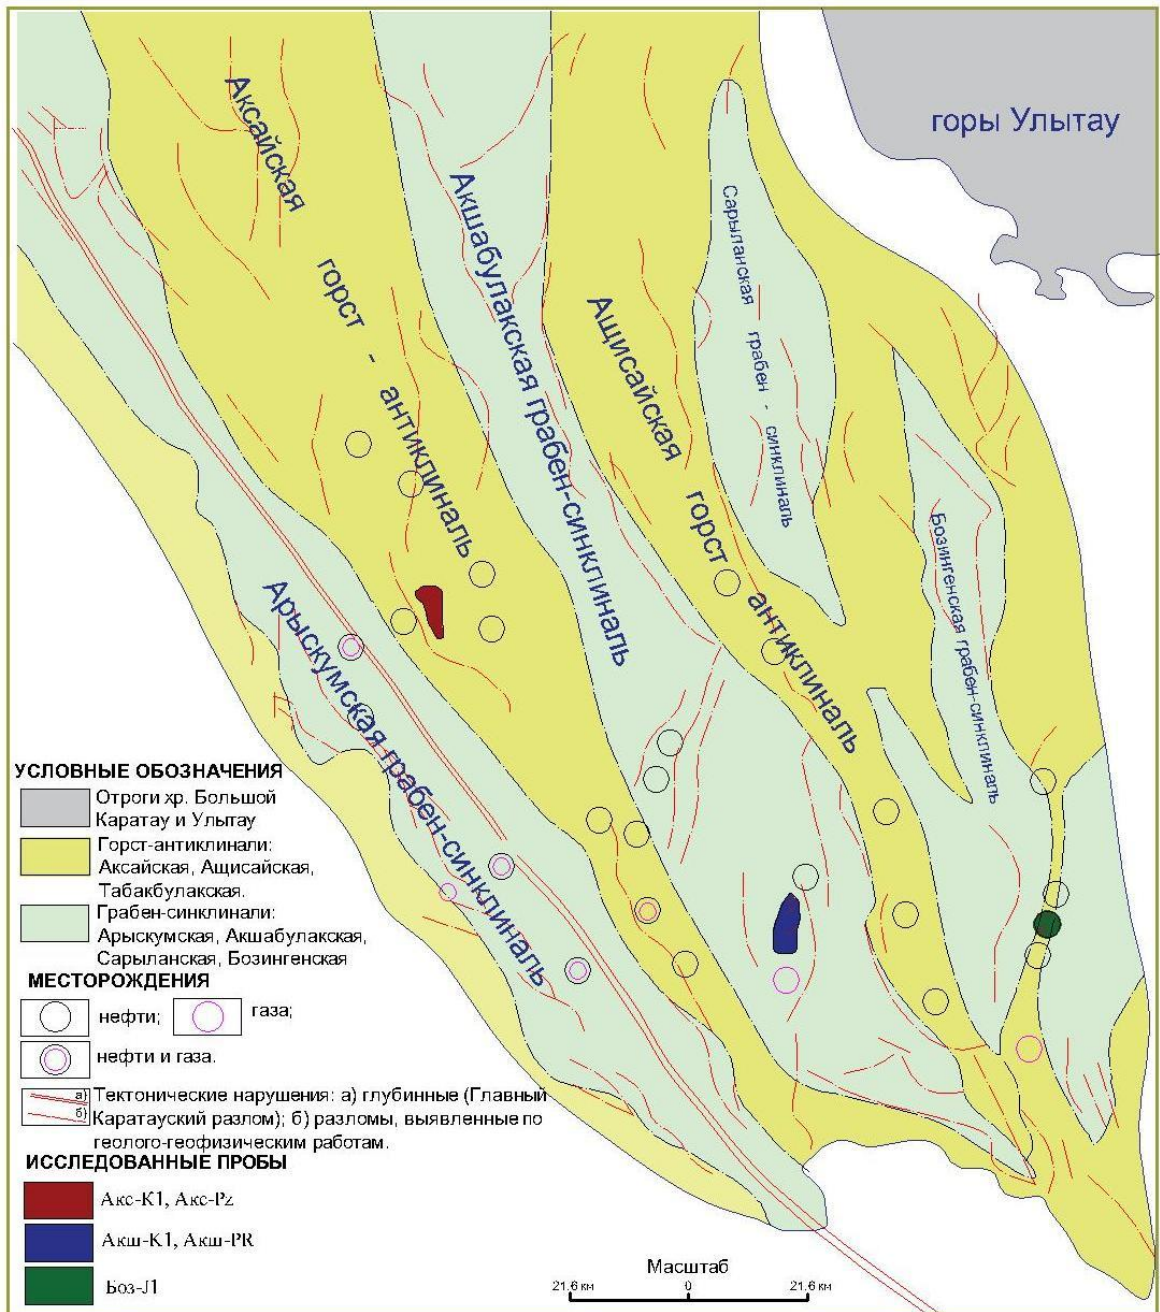 горы Улытау
Аксайская горст - антиклиналь
Акшабулакская грабен-синклиналь
Ащисайская горст антиклиналь
Сарыланская грабен - синклиналь
Бозингенская грабен-синклиналь
Арыскумская грабен-синклиналь
УСЛОВНЫЕ ОБОЗНАЧЕНИЯ
Отроги хр. Большой
Каратау и Улытау
Горст-антиклинали:
Аксайская, Ащисайская,
Табакбулакская.
Грабен-синклинали:
Арыскумская, Акшабулакская,
Сарыланская, Бозингенская
МЕСТОРОЖДЕНИЯ
нефти; газа;
нефти и газа.
а) Тектонические нарушения: а) глубинные (Главный
б) Каратауский разлом); б) разломы, выявленные по
геолого-геофизическим работам.
ИССЛЕДОВАННЫЕ ПРОБЫ
Акс-К1, Акс-Pz
Акш-К1, Акш-PR
Боз-J1
Масштаб
21.6 км 0 21.6 км